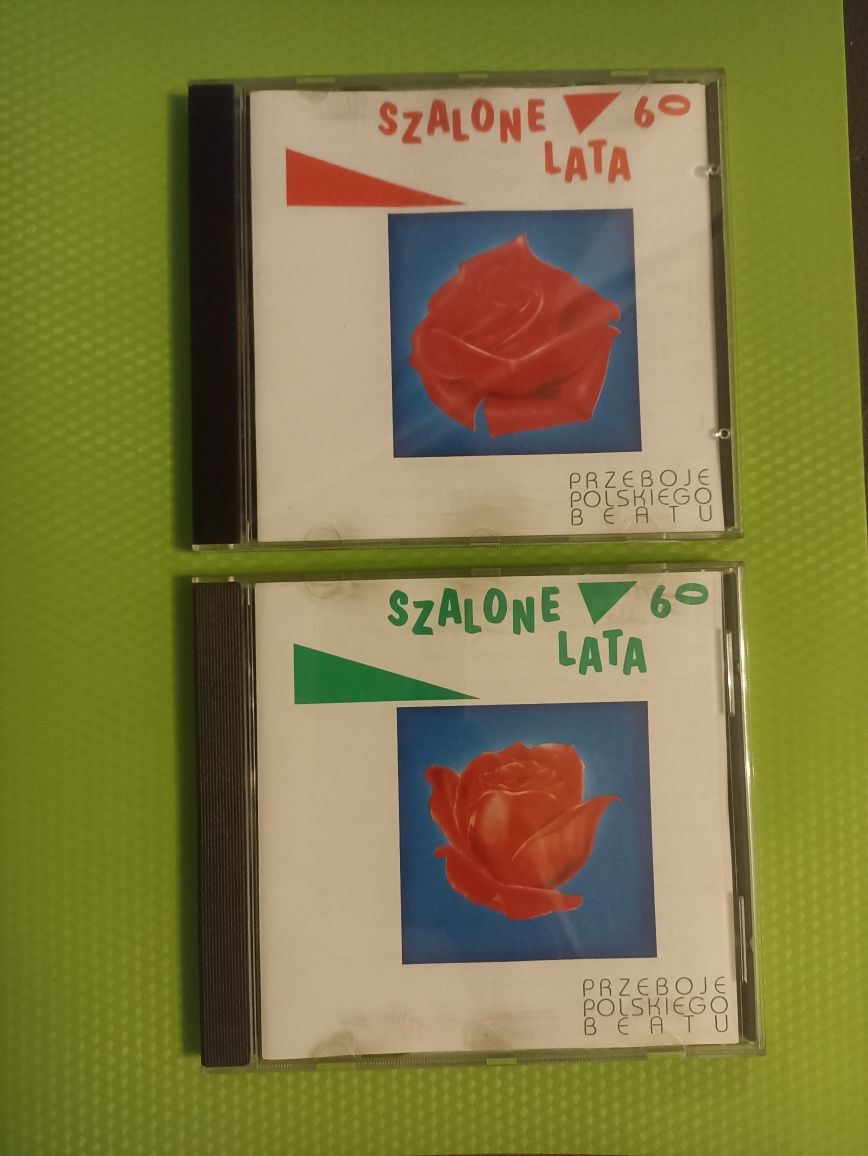 SZALONE 60
LATA
PRZEBOJE
POLSKIEGO
BEATU
SZALONE 60
LATA
PRZEBOJE
POLSKIEGO
BEATU